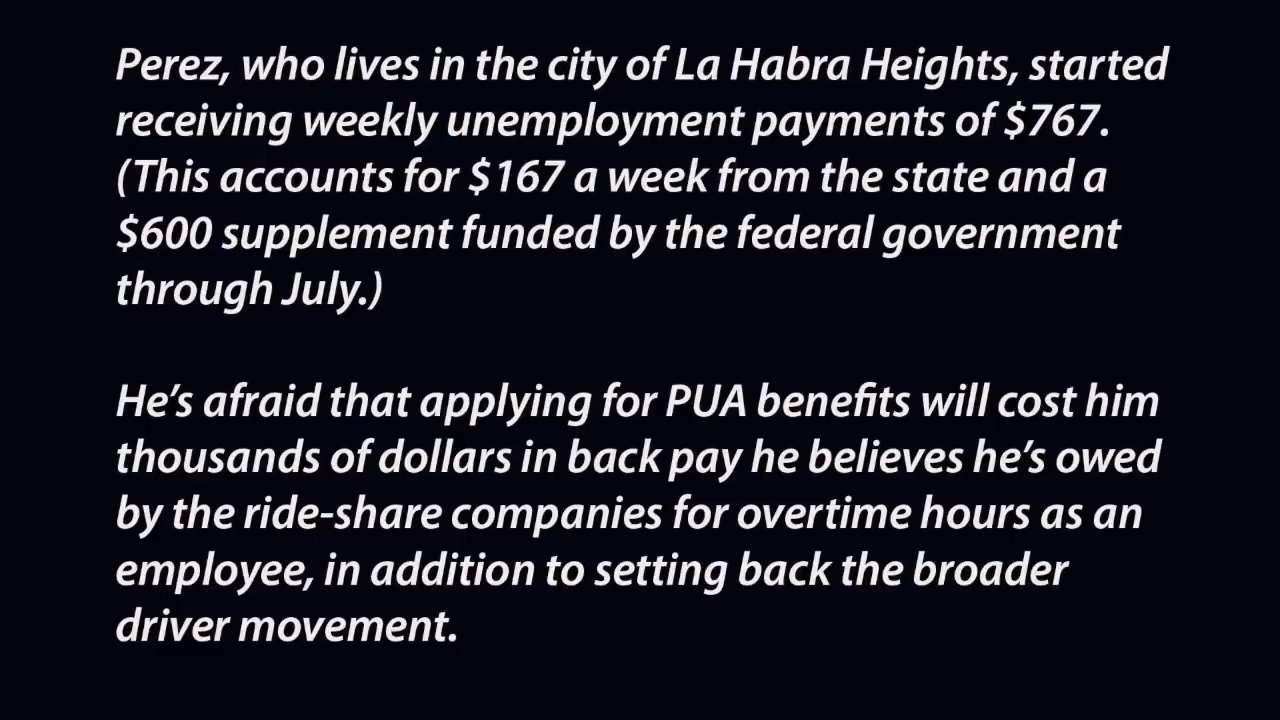 Perez, who lives in the city of La Habra Heights, started
receiving weekly unemployment payments of $767.
(This accounts for $167 a week from the state and a
$600 supplement funded by the federal government
through July.)
He’s afraid that applying for PUA benefits will cost him
thousands of dollars in back pay he believes he’s owed
by the ride-share companies for overtime hours as an
employee, in addition to setting back the broader
driver movement.